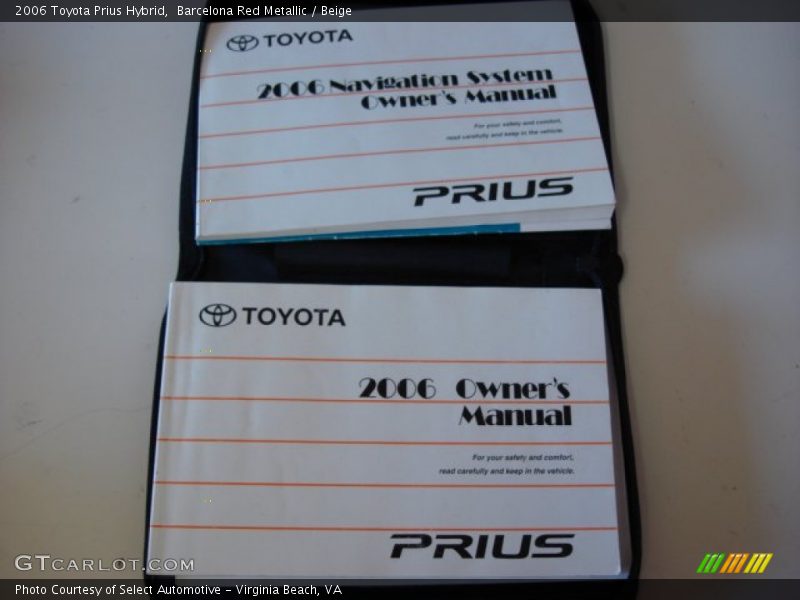 2006 Toyota Prius Hybrid, Barcelona Red Metallic / Beige
TOYOTA
2006 Navigation System
Owner's Manual
For your safety and comfort,
read carefully and keep in the vehicle.
PRIUS
TOYOTA
2006 Owner's
Manual
For your safety and comfort,
read carefully and keep in the vehicle.
PRIUS
GTCARLOT.COM
Photo Courtesy of Select Automotive - Virginia Beach, VA